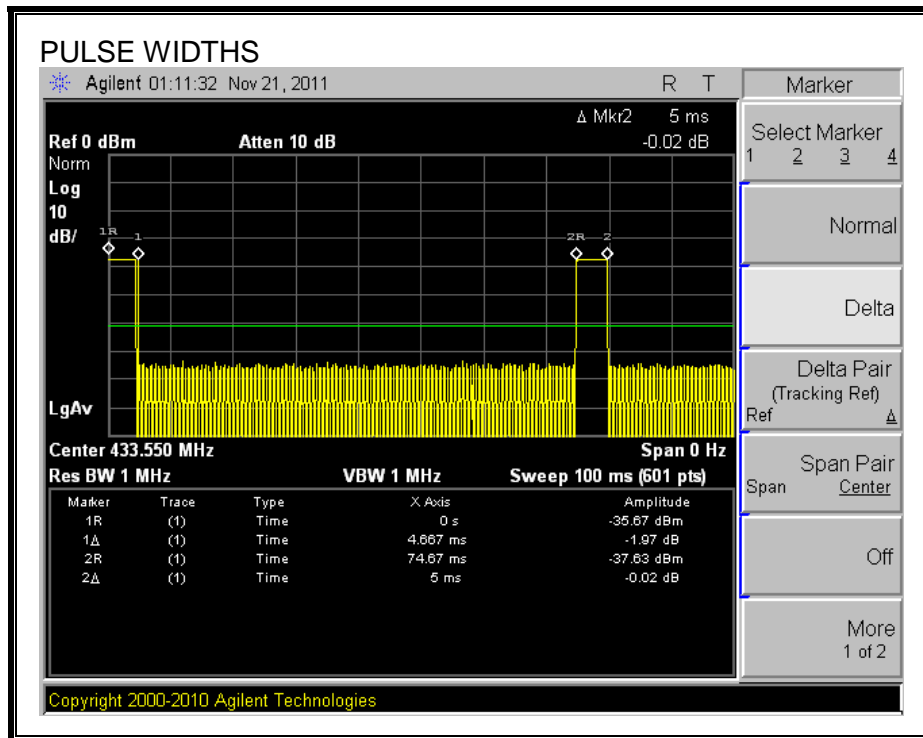 PULSE WIDTHS
Agilent 01:11:32 Nov 21, 2011 R T
Δ Mkr2 5 ms
Ref 0 dBm Atten 10 dB -0.02 dB
Norm
Log
10
dB/
1R 1 2R 2
LgAv
Center 433.550 MHz Span 0 Hz
Res BW 1 MHz VBW 1 MHz Sweep 100 ms (601 pts)
Marker Trace Type X Axis Amplitude
1R (1) Time 0 s -35.67 dBm
1Δ (1) Time 4.667 ms -1.97 dB
2R (1) Time 74.67 ms -37.63 dBm
2Δ (1) Time 5 ms -0.02 dB
Copyright 2000-2010 Agilent Technologies
Marker
Select Marker
1 2 3 4
Normal
Delta
Delta Pair
(Tracking Ref)
Ref Δ
Span Pair
Span Center
Off
More
1 of 2